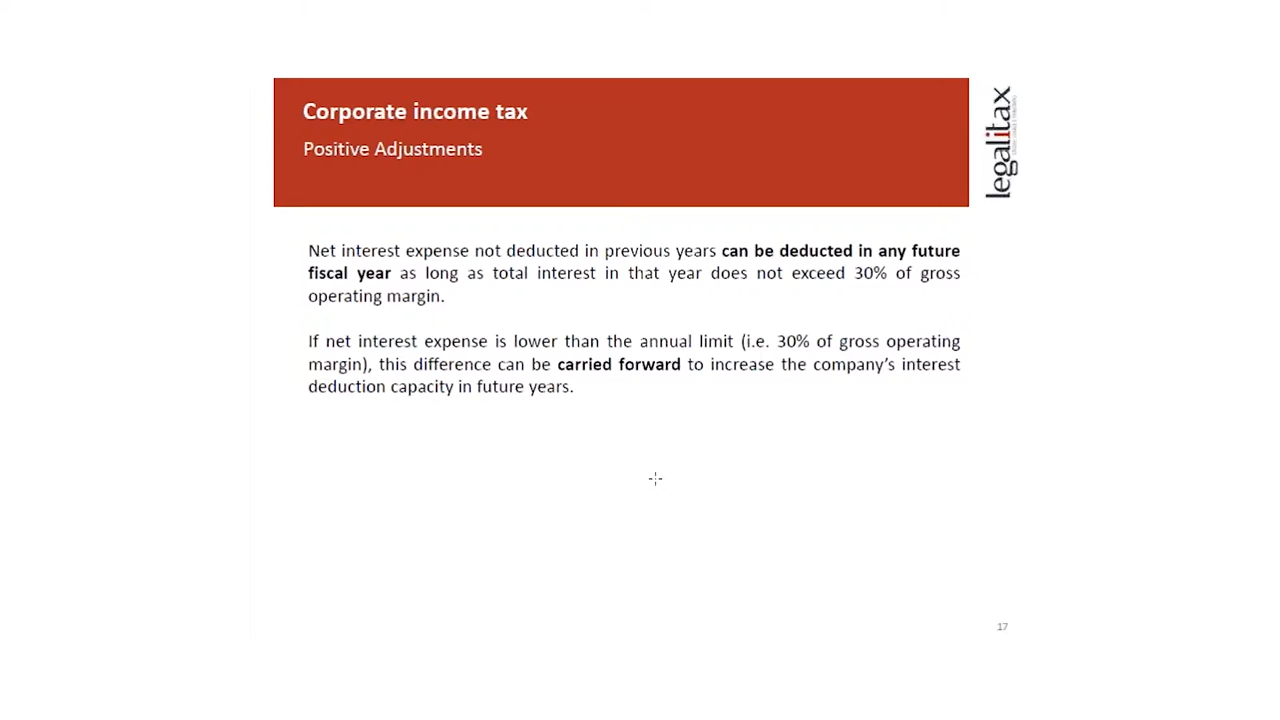 Corporate income tax
Positive Adjustments
legalitax
Net interest expense not deducted in previous years can be deducted in any future
fiscal year as long as total interest in that year does not exceed 30% of gross
operating margin.
If net interest expense is lower than the annual limit (i.e. 30% of gross operating
margin), this difference can be carried forward to increase the company's interest
deduction capacity in future years.
17